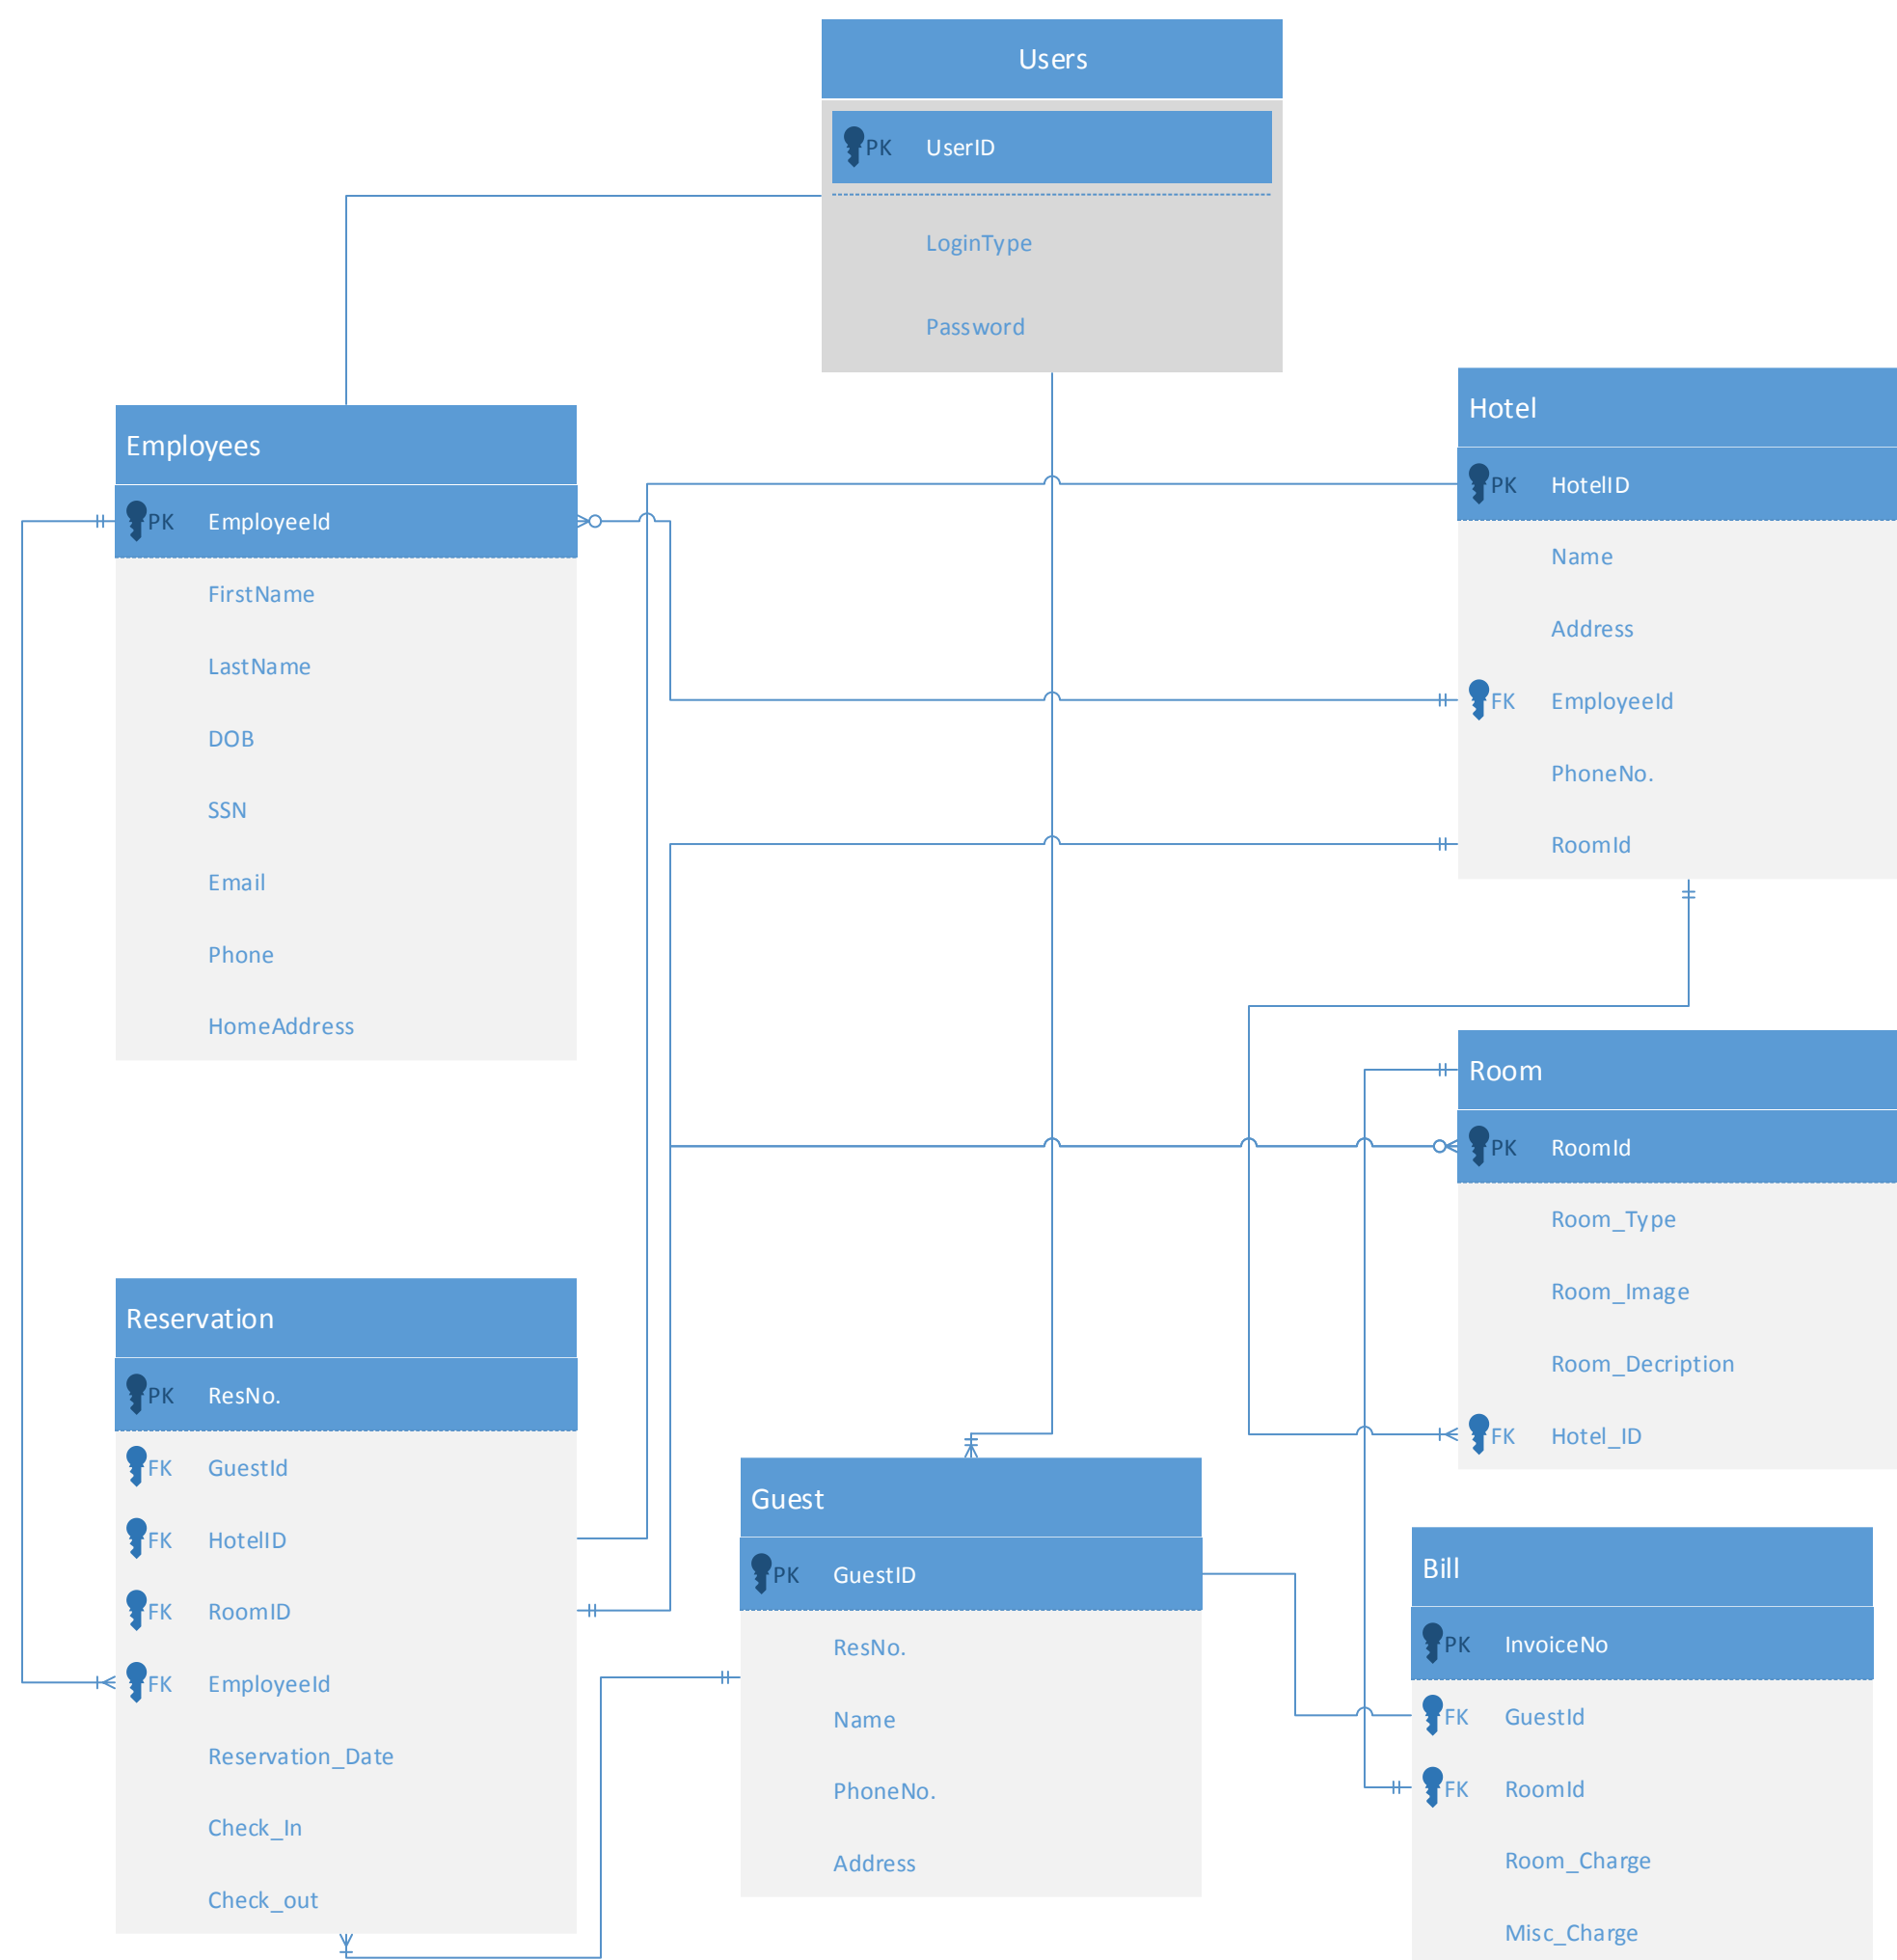 Users
PK UserID
LoginType
Password
Employees
PK EmployeeId
FirstName
LastName
DOB
SSN
Email
Phone
HomeAddress
Hotel
PK HotelID
Name
Address
FK EmployeeId
PhoneNo.
RoomId
Room
PK RoomId
Room_Type
Room_Image
Room_Decription
FK Hotel_ID
Reservation
PK ResNo.
FK GuestId
FK HotelID
FK RoomID
FK EmployeeId
Reservation_Date
Check_In
Check_out
Guest
PK GuestID
ResNo.
Name
PhoneNo.
Address
Bill
PK InvoiceNo
FK GuestId
FK RoomId
Room_Charge
Misc_Charge